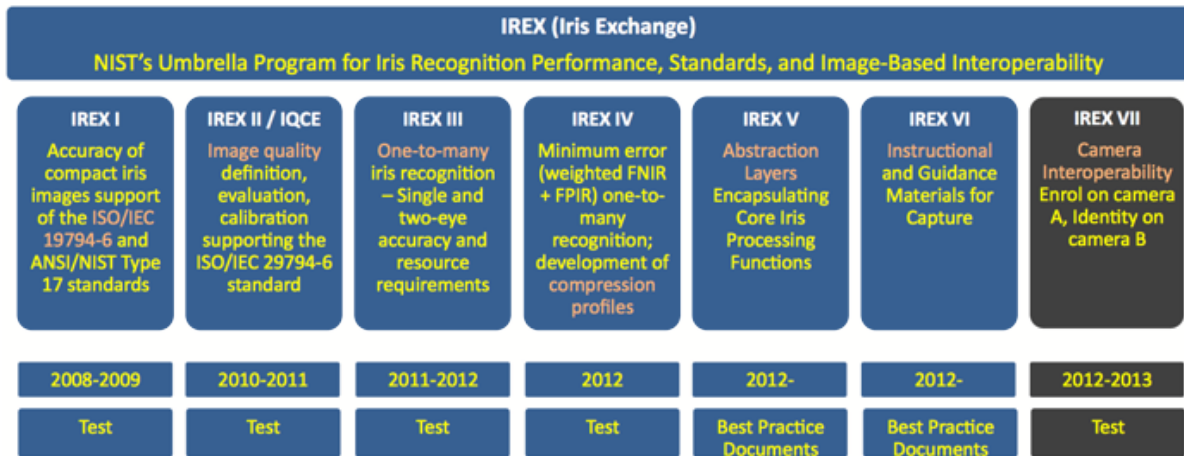 IREX (Iris Exchange)
NIST's Umbrella Program for Iris Recognition Performance, Standards, and Image-Based Interoperability
IREX I
Accuracy of
compact iris
images support
of the ISO/IEC
19794-6 and
ANSI/NIST Type
17 standards
IREX II / IQCE
Image quality
definition,
evaluation,
calibration
supporting the
ISO/IEC 29794-6
standard
IREX III
One-to-many
iris recognition
– Single and
two-eye
accuracy and
resource
requirements
IREX IV
Minimum error
(weighted FNIR
+ FPIR) one-to-
many
recognition;
development of
compression
profiles
IREX V
Abstraction
Layers
Encapsulating
Core Iris
Processing
Functions
IREX VI
Instructional
and Guidance
Materials for
Capture
IREX VII
Camera
Interoperability
Enrol on camera
A, Identity on
camera B
2008-2009
2010-2011
2011-2012
2012
2012-
2012-
2012-2013
Test
Test
Test
Test
Best Practice
Documents
Best Practice
Documents
Test